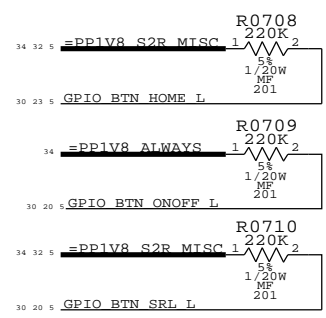 R0708
220K
34 32 5 =PP1V8_S2R_MISC 1 2
5%
1/20W
MF
201
30 23 5 GPIO_BTN_HOME_L
R0709
220K
34 =PP1V8_ALWAYS 1 2
5%
1/20W
MF
201
30 20 5 GPIO_BTN_ONOFF_L
R0710
220K
34 32 5 =PP1V8_S2R_MISC 1 2
5%
1/20W
MF
201
30 20 5 GPIO_BTN_SRL_L